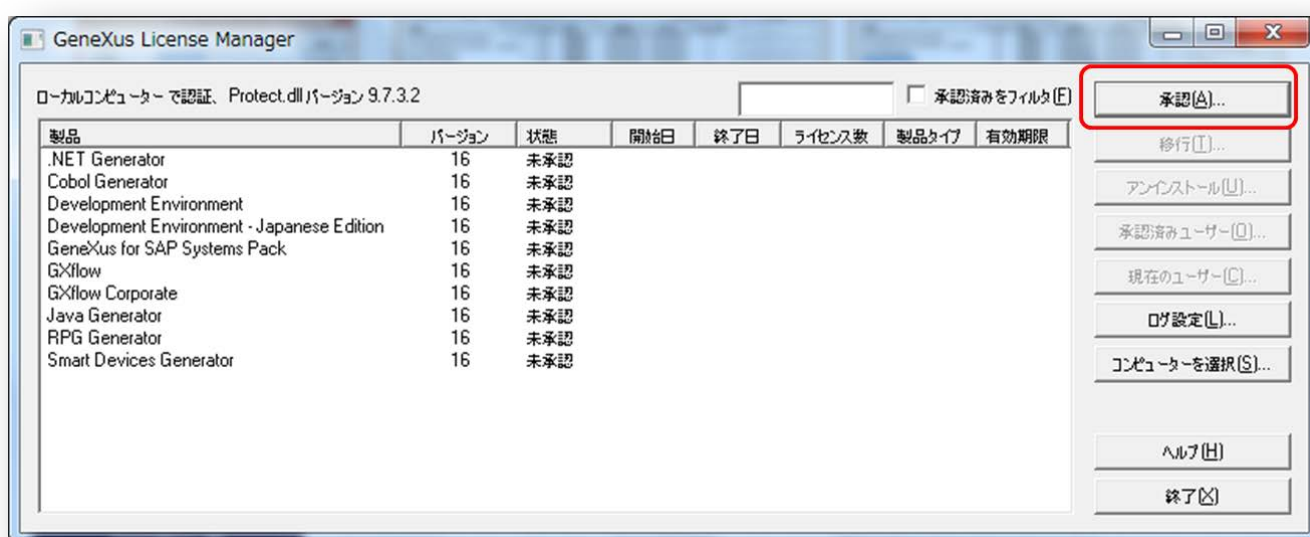 GeneXus License Manager
ローカルコンピューター で認証、Protect.dll バージョン 9.7.3.2
承認済みをフィルタ(F)
承認(A)...
製品 バージョン 状態 開始日 終了日 ライセンス数 製品タイプ 有効期限
.NET Generator 16 未承認
Cobol Generator 16 未承認
Development Environment 16 未承認
Development Environment - Japanese Edition 16 未承認
GeneXus for SAP Systems Pack 16 未承認
GXflow 16 未承認
GXflow Corporate 16 未承認
Java Generator 16 未承認
RPG Generator 16 未承認
Smart Devices Generator 16 未承認
移行(T)...
アンインストール(U)...
承認済みユーザー(O)...
現在のユーザー(C)...
ログ設定(L)...
コンピューターを選択(S)...
ヘルプ(H)
終了(X)